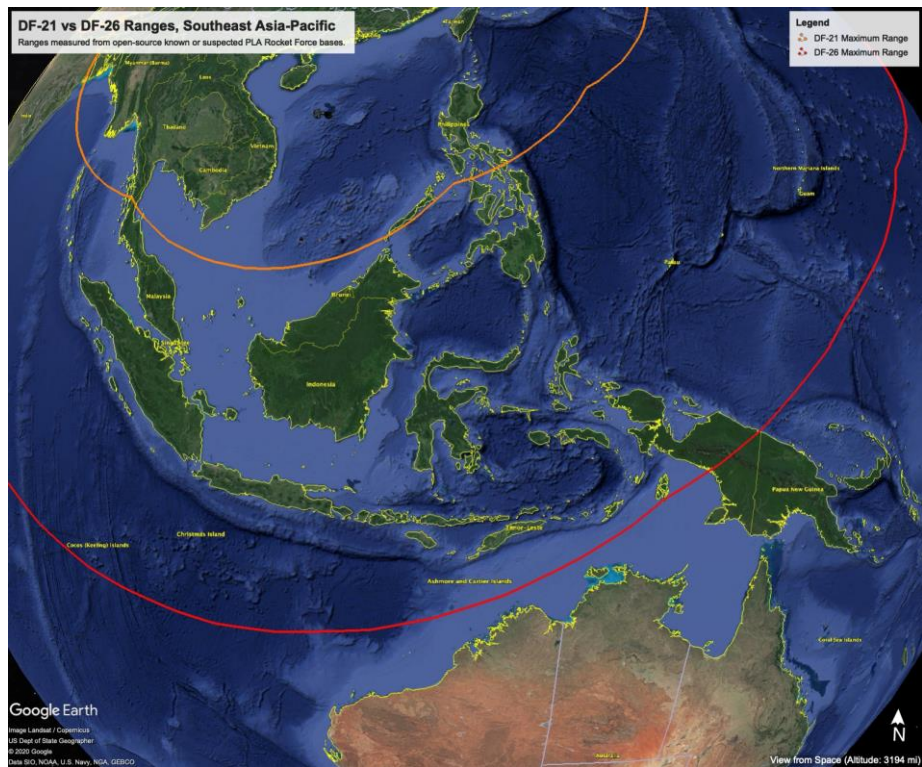 DF-21 vs DF-26 Ranges, Southeast Asia-Pacific
Ranges measured from open-source known or suspected PLA Rocket Force bases.
Legend
DF-21 Maximum Range
DF-26 Maximum Range
Taiwan
Myanmar (Burma)
Laos
Thailand
Vietnam
Cambodia
Philippines
Northern Mariana Islands
Guam
Palau
Malaysia
Brunei
Singapore
Indonesia
Papua New Guinea
Timor-Leste
Christmas Island
Cocos (Keeling) Islands
Ashmore and Cartier Islands
Coral Sea Islands
Australia
Google Earth
Image Landsat / Copernicus
US Dept of State Geographer
© 2020 Google
Data SIO, NOAA, U.S. Navy, NGA, GEBCO
N
View from Space (Altitude: 3194 mi)